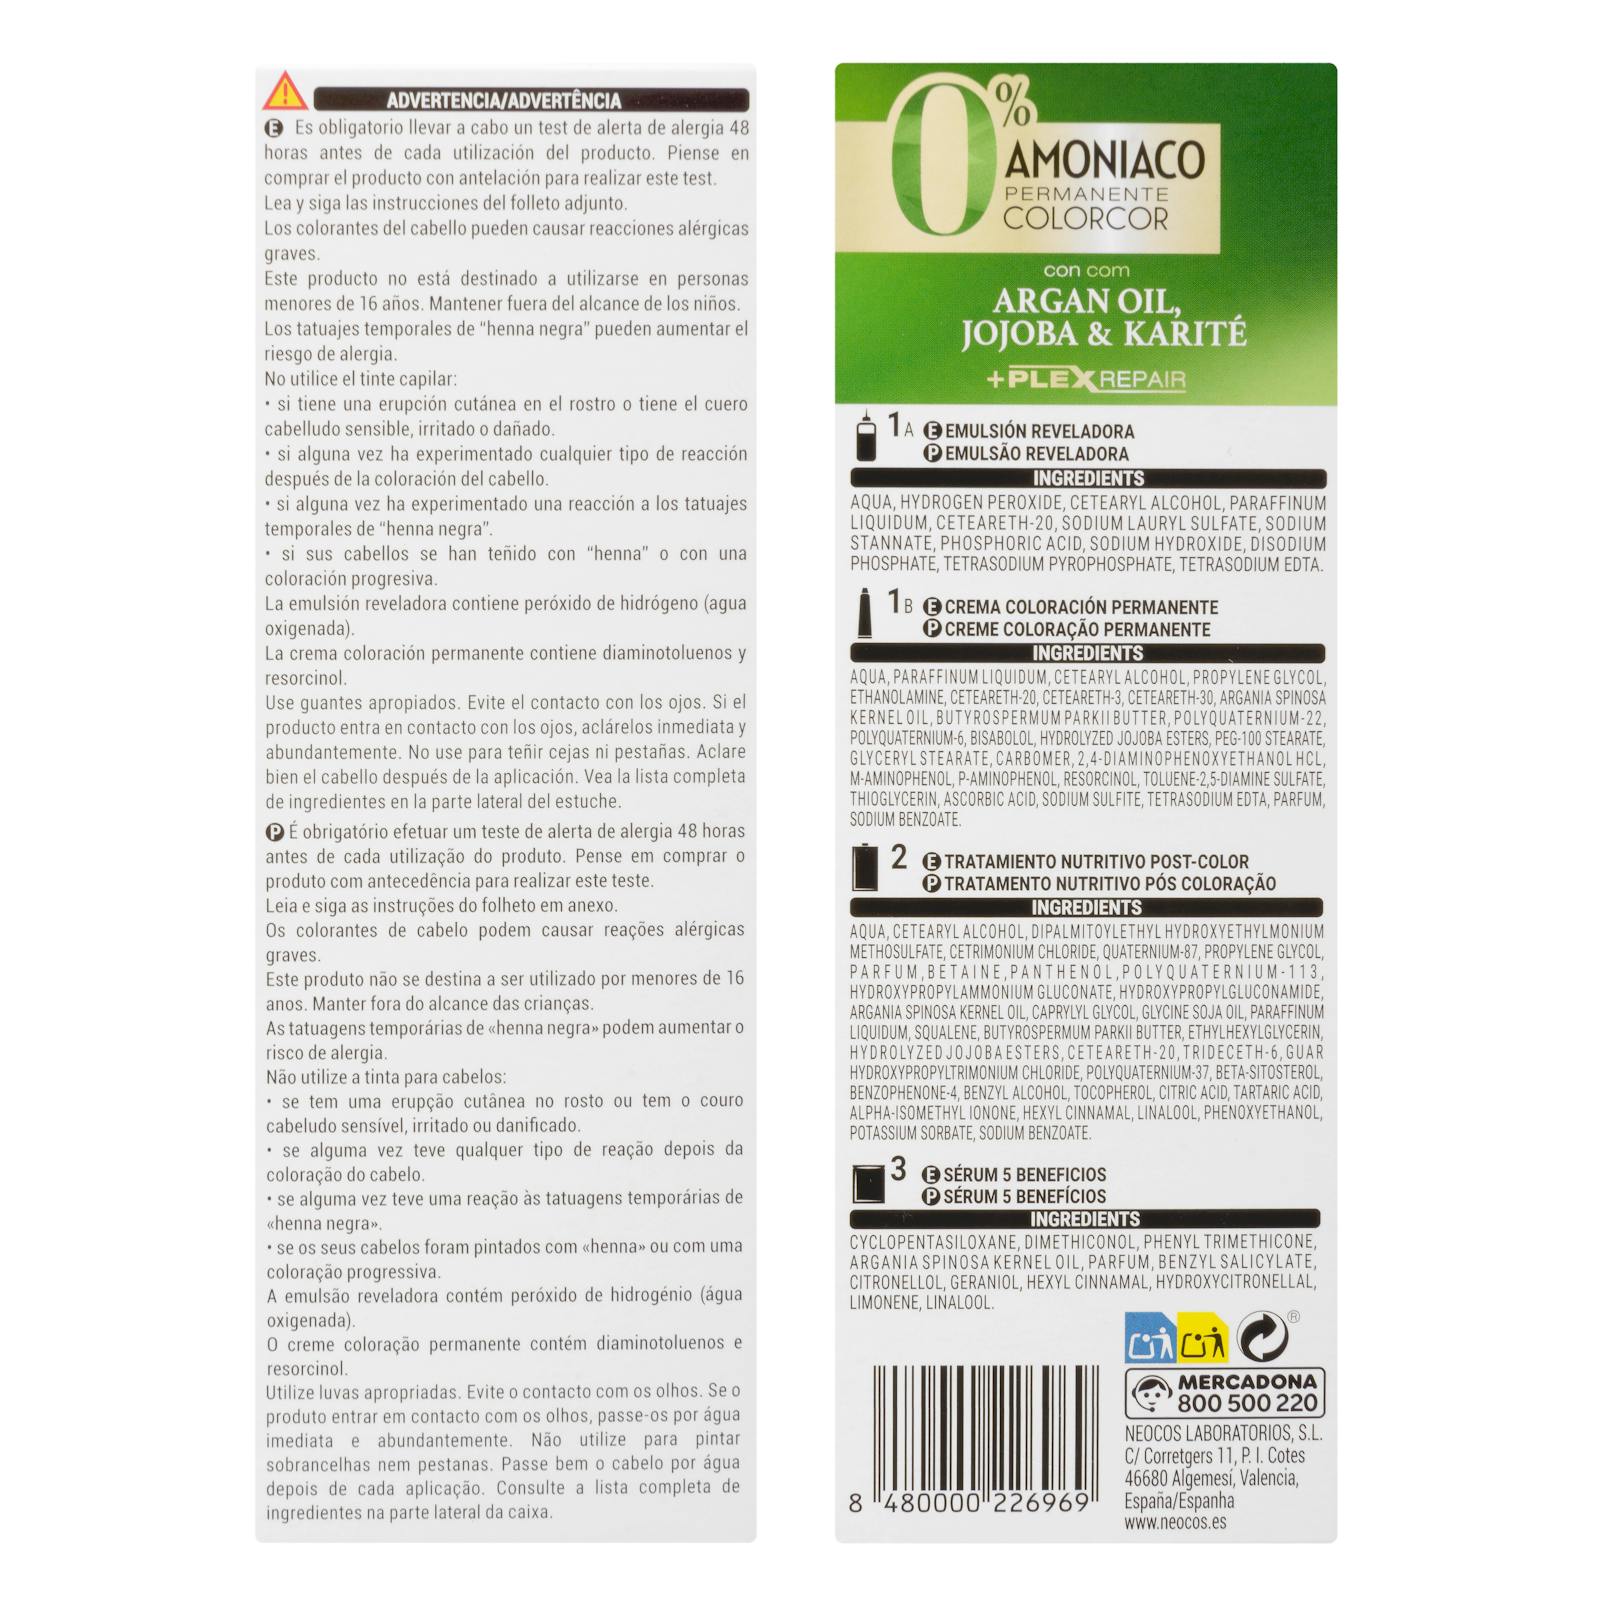 ADVERTENCIA/ADVERTÊNCIA
E Es obligatorio llevar a cabo un test de alerta de alergia 48
horas antes de cada utilización del producto. Piense en
comprar el producto con antelación para realizar este test.
Lea y siga las instrucciones del folleto adjunto.
Los colorantes del cabello pueden causar reacciones alérgicas
graves.
Este producto no está destinado a utilizarse en personas
menores de 16 años. Mantener fuera del alcance de los niños.
Los tatuajes temporales de “henna negra” pueden aumentar el
riesgo de alergia.
No utilice el tinte capilar:
• si tiene una erupción cutánea en el rostro o tiene el cuero
cabelludo sensible, irritado o dañado.
• si alguna vez ha experimentado cualquier tipo de reacción
después de la coloración del cabello.
• si alguna vez ha experimentado una reacción a los tatuajes
temporales de “henna negra”.
• si sus cabellos se han teñido con “henna” o con una
coloración progresiva.
La emulsión reveladora contiene peróxido de hidrógeno (agua
oxigenada).
La crema coloración permanente contiene diaminotoluenos y
resorcinol.
Use guantes apropiados. Evite el contacto con los ojos. Si el
producto entra en contacto con los ojos, aclárelos inmediata y
abundantemente. No use para teñir cejas ni pestañas. Aclare
bien el cabello después de la aplicación. Vea la lista completa
de ingredientes en la parte lateral del estuche.
P É obrigatório efetuar um teste de alerta de alergia 48 horas
antes de cada utilização do produto. Pense em comprar o
produto com antecedência para realizar este teste.
Leia e siga as instruções do folheto em anexo.
Os colorantes de cabelo podem causar reações alérgicas
graves.
Este produto não se destina a ser utilizado por menores de 16
anos. Manter fora do alcance das crianças.
As tatuagens temporárias de «henna negra» podem aumentar o
risco de alergia.
Não utilize a tinta para cabelos:
• se tem uma erupção cutânea no rosto ou tem o couro
cabeludo sensível, irritado ou danificado.
• se alguma vez teve qualquer tipo de reação depois da
coloração do cabelo.
• se alguma vez teve uma reação às tatuagens temporárias de
«henna negra».
• se os seus cabelos foram pintados com «henna» ou com uma
coloração progressiva.
A emulsão reveladora contém peróxido de hidrogénio (água
oxigenada).
O creme coloração permanente contém diaminotoluenos e
resorcinol.
Utilize luvas apropriadas. Evite o contacto com os olhos. Se o
produto entrar em contacto com os olhos, passe-os por água
imediata e abundantemente. Não utilize para pintar
sobrancelhas nem pestanas. Passe bem o cabelo por água
depois de cada aplicação. Consulte a lista completa de
ingredientes na parte lateral da caixa.
0%
AMONIACO
PERMANENTE
COLORCOR
con com
ARGAN OIL,
JOJOBA & KARITÉ
+PLEXREPAIR
1A E EMULSIÓN REVELADORA
P EMULSÃO REVELADORA
INGREDIENTS
AQUA, HYDROGEN PEROXIDE, CETEARYL ALCOHOL, PARAFFINUM
LIQUIDUM, CETEARETH-20, SODIUM LAURYL SULFATE, SODIUM
STANNATE, PHOSPHORIC ACID, SODIUM HYDROXIDE, DISODIUM
PHOSPHATE, TETRASODIUM PYROPHOSPHATE, TETRASODIUM EDTA.
1B E CREMA COLORACIÓN PERMANENTE
P CREME COLORAÇÃO PERMANENTE
INGREDIENTS
AQUA, PARAFFINUM LIQUIDUM, CETEARYL ALCOHOL, PROPYLENE GLYCOL,
ETHANOLAMINE, CETEARETH-20, CETEARETH-3, CETEARETH-30, ARGANIA SPINOSA
KERNEL OIL, BUTYROSPERMUM PARKII BUTTER, POLYQUATERNIUM-22,
POLYQUATERNIUM-6, BISABOLOL, HYDROLYZED JOJOBA ESTERS, PEG-100 STEARATE,
GLYCERYL STEARATE, CARBOMER, 2,4-DIAMINOPHENOXYETHANOL HCL,
M-AMINOPHENOL, P-AMINOPHENOL, RESORCINOL, TOLUENE-2,5-DIAMINE SULFATE,
THIOGLYCERIN, ASCORBIC ACID, SODIUM SULFITE, TETRASODIUM EDTA, PARFUM,
SODIUM BENZOATE.
2 E TRATAMIENTO NUTRITIVO POST-COLOR
P TRATAMENTO NUTRITIVO PÓS COLORAÇÃO
INGREDIENTS
AQUA, CETEARYL ALCOHOL, DIPALMITOYLETHYL HYDROXYETHYLMONIUM
METHOSULFATE, CETRIMONIUM CHLORIDE, QUATERNIUM-87, PROPYLENE GLYCOL,
PARFUM, BETAINE, PANTHENOL, POLYQUATERNIUM-113,
HYDROXYPROPYLAMMONIUM GLUCONATE, HYDROXYPROPYLGLUCONAMIDE,
ARGANIA SPINOSA KERNEL OIL, CAPRYLYL GLYCOL, GLYCINE SOJA OIL, PARAFFINUM
LIQUIDUM, SQUALENE, BUTYROSPERMUM PARKII BUTTER, ETHYLHEXYLGLYCERIN,
HYDROLYZED JOJOBA ESTERS, CETEARETH-20, TRIDECETH-6, GUAR
HYDROXYPROPYLTRIMONIUM CHLORIDE, POLYQUATERNIUM-37, BETA-SITOSTEROL,
BENZOPHENONE-4, BENZYL ALCOHOL, TOCOPHEROL, CITRIC ACID, TARTARIC ACID,
ALPHA-ISOMETHYL IONONE, HEXYL CINNAMAL, LINALOOL, PHENOXYETHANOL,
POTASSIUM SORBATE, SODIUM BENZOATE.
3 E SÉRUM 5 BENEFICIOS
P SÉRUM 5 BENEFÍCIOS
INGREDIENTS
CYCLOPENTASILOXANE, DIMETHICONOL, PHENYL TRIMETHICONE,
ARGANIA SPINOSA KERNEL OIL, PARFUM, BENZYL SALICYLATE,
CITRONELLOL, GERANIOL, HEXYL CINNAMAL, HYDROXYCITRONELLAL,
LIMONENE, LINALOOL.
®
MERCADONA
800 500 220
NEOCOS LABORATORIOS, S.L.
C/ Corretgers 11, P. I. Cotes
46680 Algemesí, Valencia,
España/Espanha
www.neocos.es
8 480000 226969